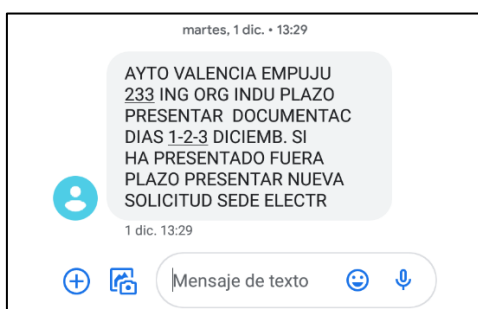 martes, 1 dic. • 13:29
AYTO VALENCIA EMPUJU
233 ING ORG INDU PLAZO
PRESENTAR DOCUMENTAC
DIAS 1-2-3 DICIEMB. SI
HA PRESENTADO FUERA
PLAZO PRESENTAR NUEVA
SOLICITUD SEDE ELECTR
1 dic. 13:29
Mensaje de texto